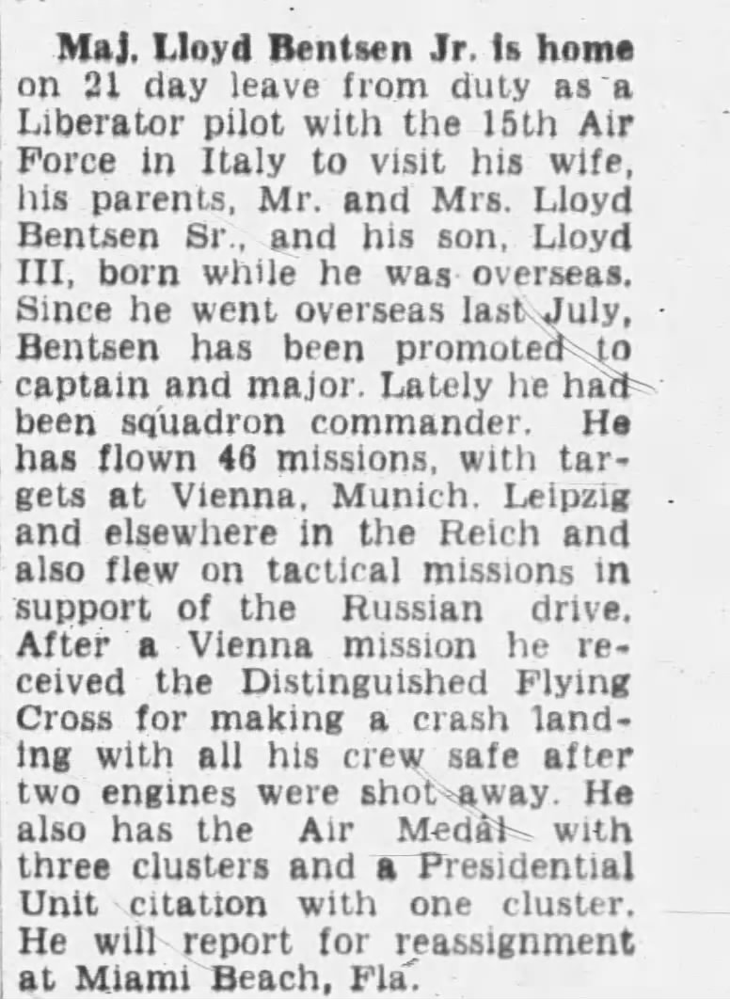 Maj. Lloyd Bentsen Jr. is home
on 21 day leave from duty as a
Liberator pilot with the 15th Air
Force in Italy to visit his wife,
his parents, Mr. and Mrs. Lloyd
Bentsen Sr., and his son, Lloyd
III, born while he was overseas.
Since he went overseas last July,
Bentsen has been promoted to
captain and major. Lately he had
been squadron commander. He
has flown 46 missions, with tar-
gets at Vienna, Munich, Leipzig
and elsewhere in the Reich and
also flew on tactical missions in
support of the Russian drive.
After a Vienna mission he re-
ceived the Distinguished Flying
Cross for making a crash land-
ing with all his crew safe after
two engines were shot away. He
also has the Air Medal with
three clusters and a Presidential
Unit citation with one cluster.
He will report for reassignment
at Miami Beach, Fla.